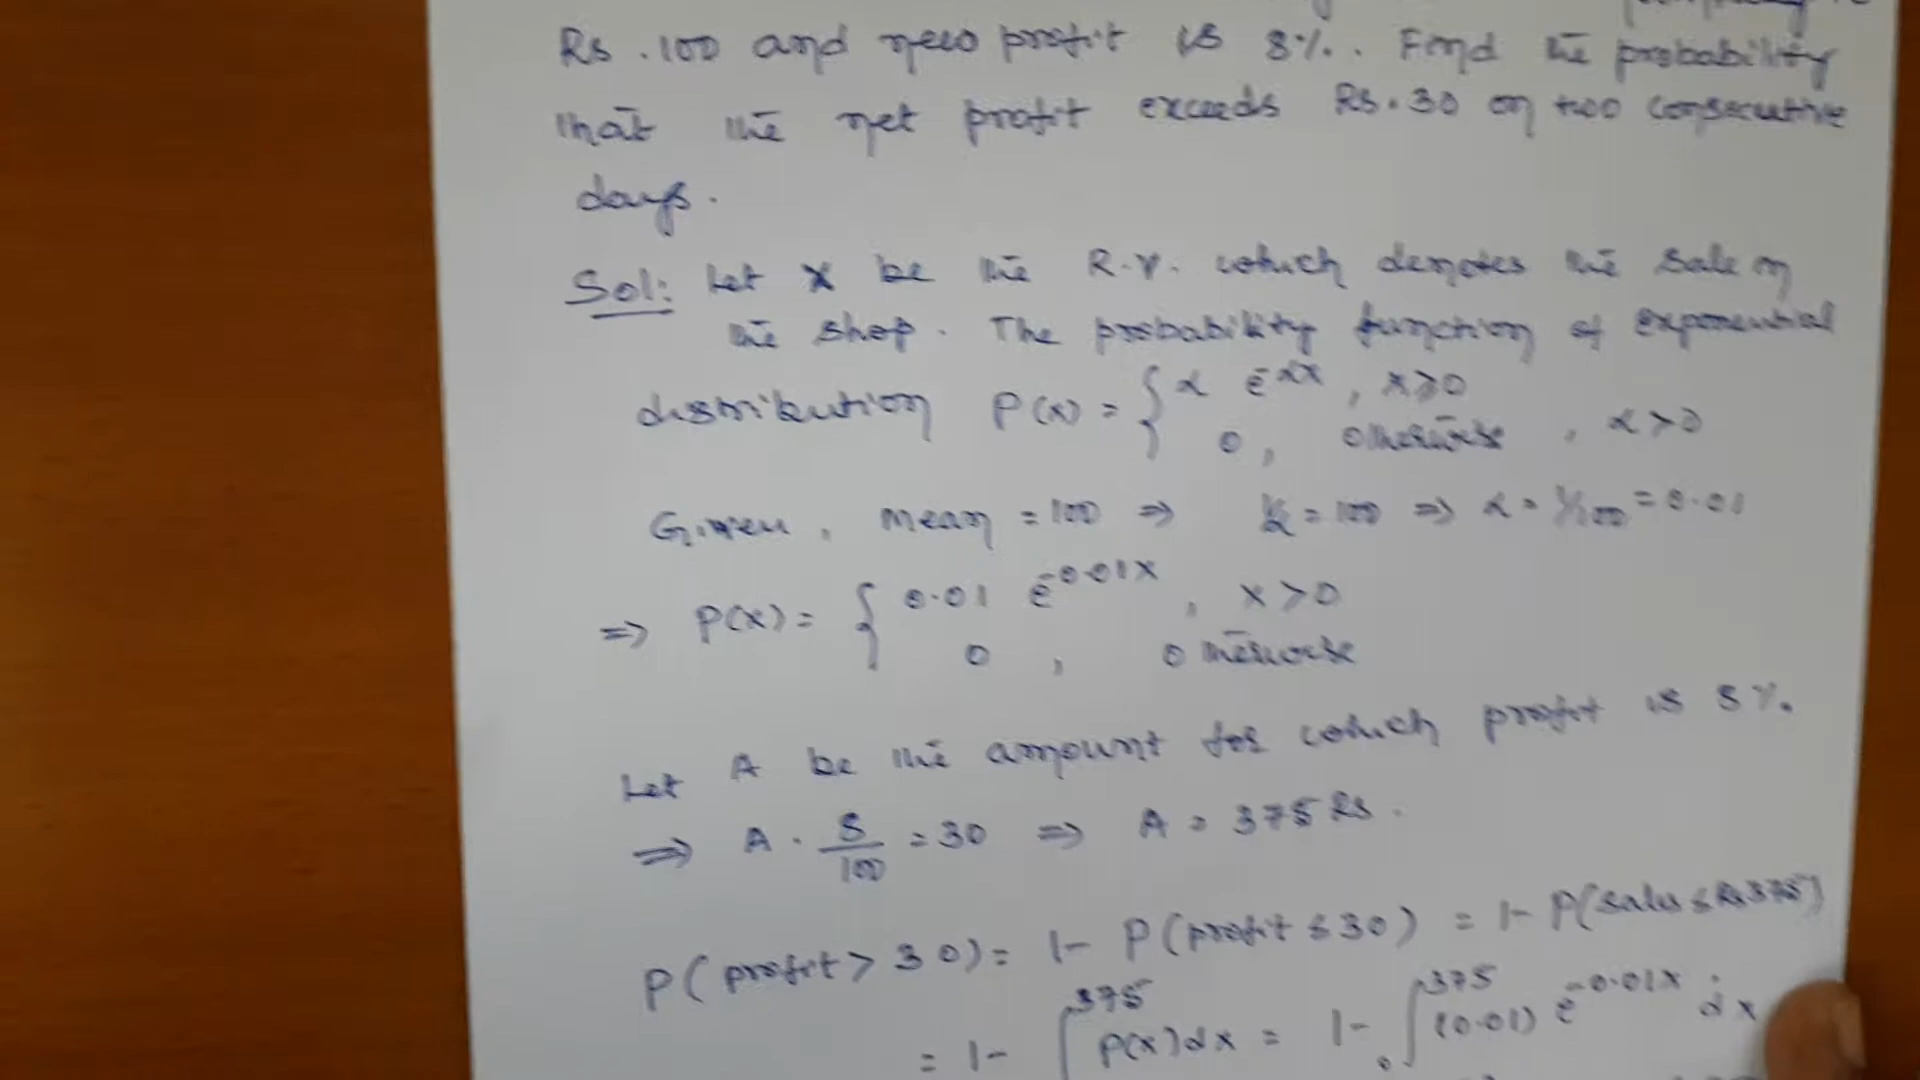 Rs. 100 and net profit is 8%. Find the probability
that the net profit exceeds Rs. 30 on two consecutive
days.
Sol: Let X be the R.V. which denotes the sale in
the shop. The probability function of exponential
distribution P(x) = { α e^-αx, x≥0
0, otherwise, α>0
Given, mean = 100 ⇒ 1/α = 100 ⇒ α = 1/100 = 0.01
⇒ P(x) = { 0.01 e^-0.01x, x>0
0, otherwise
Let A be the amount for which profit is 8%.
⇒ A · 8/100 = 30 ⇒ A = 375 Rs.
P(profit > 30) = 1- P(profit ≤ 30) = 1- P(sales ≤ Rs 375)
= 1- ∫^375 P(x)dx = 1- ∫_0^375 (0.01) e^-0.01x dx